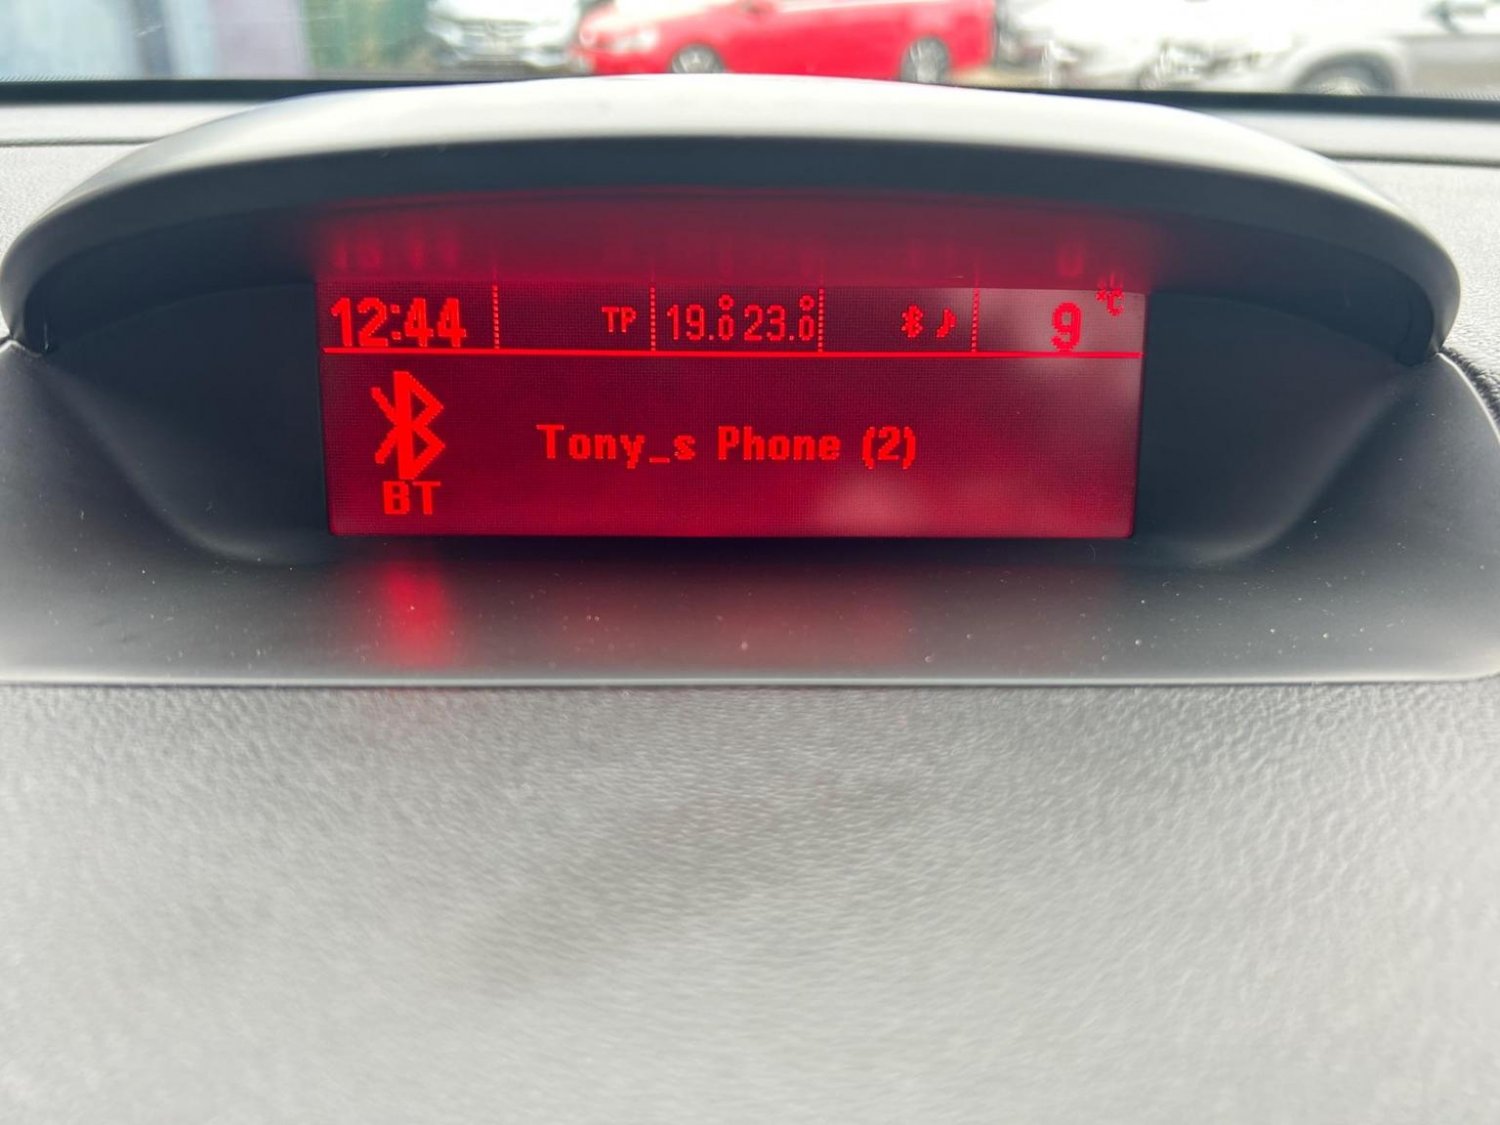 12:44 TP 19.0° 23.0° 9 °C
Tony_s Phone (2)
BT